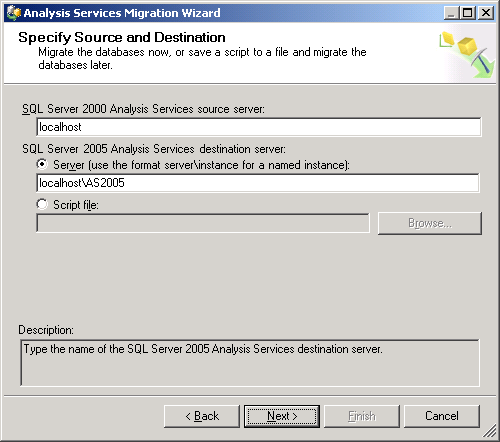 Analysis Services Migration Wizard
Specify Source and Destination
Migrate the databases now, or save a script to a file and migrate the
databases later.
SQL Server 2000 Analysis Services source server:
localhost
SQL Server 2005 Analysis Services destination server:
Server (use the format server\instance for a named instance):
localhost\AS2005
Script file:
Browse...
Description:
Type the name of the SQL Server 2005 Analysis Services destination server.
< Back
Next >
Finish
Cancel